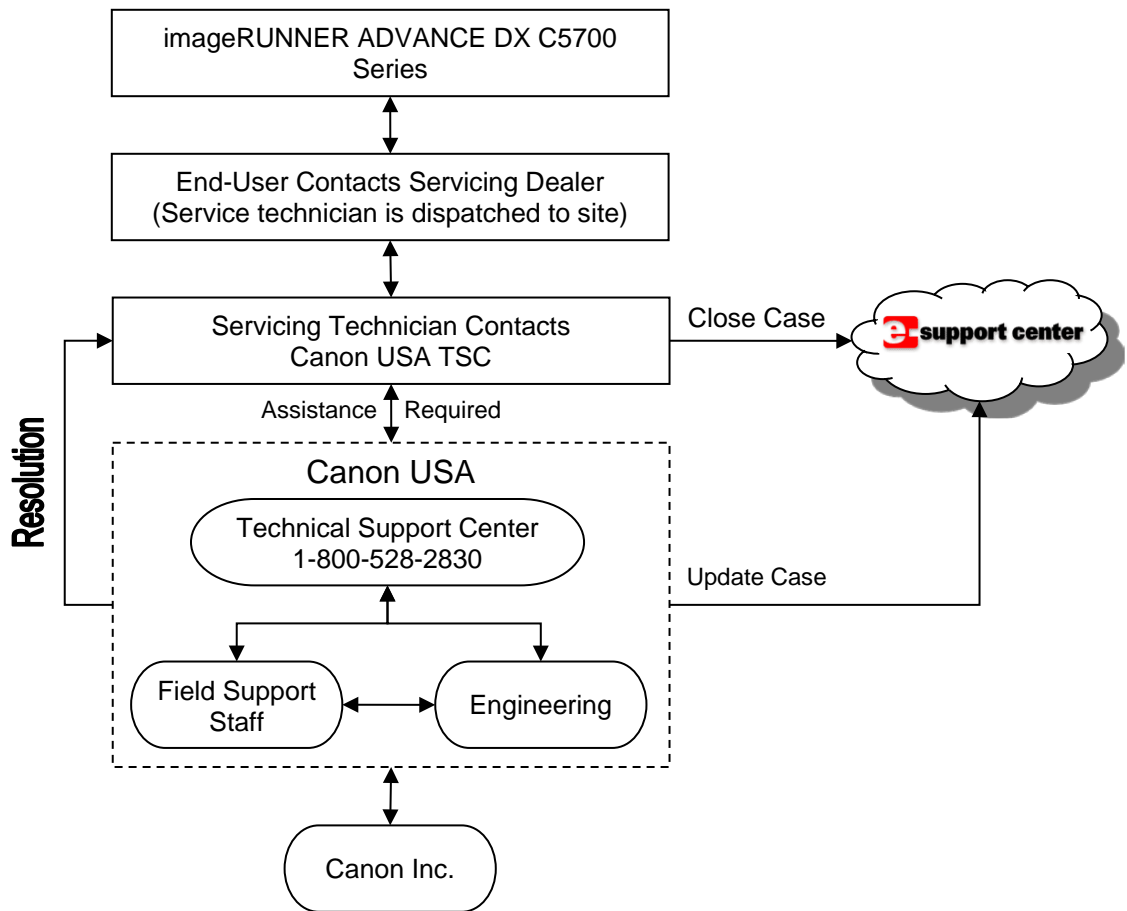 imageRUNNER ADVANCE DX C5700
Series
End-User Contacts Servicing Dealer
(Service technician is dispatched to site)
Servicing Technician Contacts
Canon USA TSC
Close Case
e-support center
Assistance Required
Resolution
Canon USA
Technical Support Center
1-800-528-2830
Update Case
Field Support
Staff
Engineering
Canon Inc.